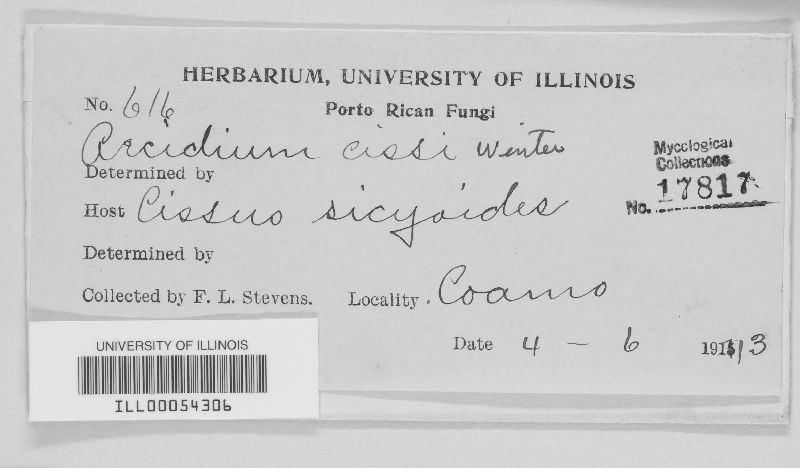 HERBARIUM, UNIVERSITY OF ILLINOIS
No. 616 Porto Rican Fungi
Aecidium cissi Winter
Determined by
Mycological
Collections
No. 17817
Host Cissus sicyoides
Determined by
Collected by F. L. Stevens. Locality. Coamo
Date 4 - 6 1913
UNIVERSITY OF ILLINOIS
ILL00054306